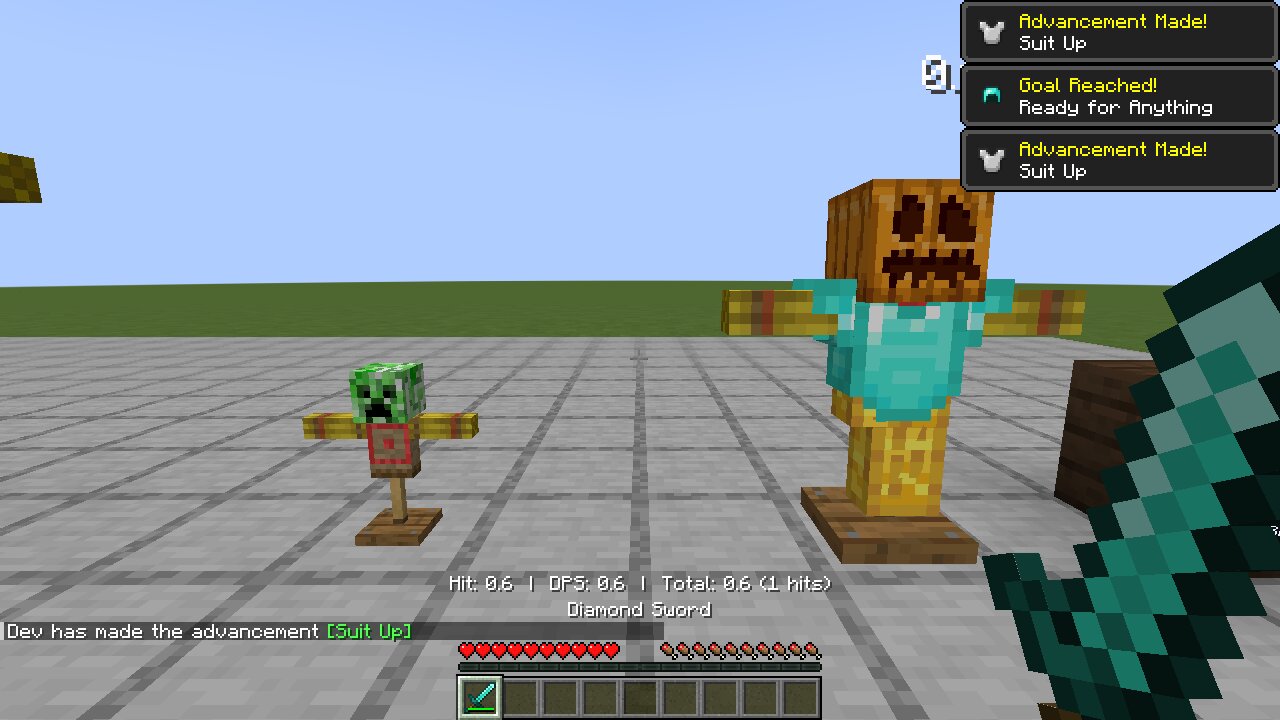 Advancement Made!
Suit Up
0.
Goal Reached!
Ready for Anything
Advancement Made!
Suit Up
Hit: 0.6 | DPS: 0.6 | Total: 0.6 (1 hits)
Diamond Sword
Dev has made the advancement [Suit Up]